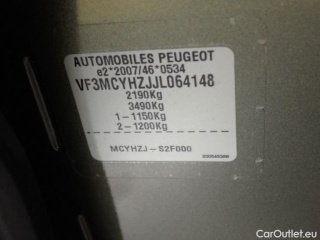 AUTOMOBILES PEUGEOT
e2*2007/46*0534
VF3MCYHZJJL064148
2190Kg
3490Kg
1-1150Kg
2-1200Kg
MCYHZJ-S2F000
CarOutlet.eu